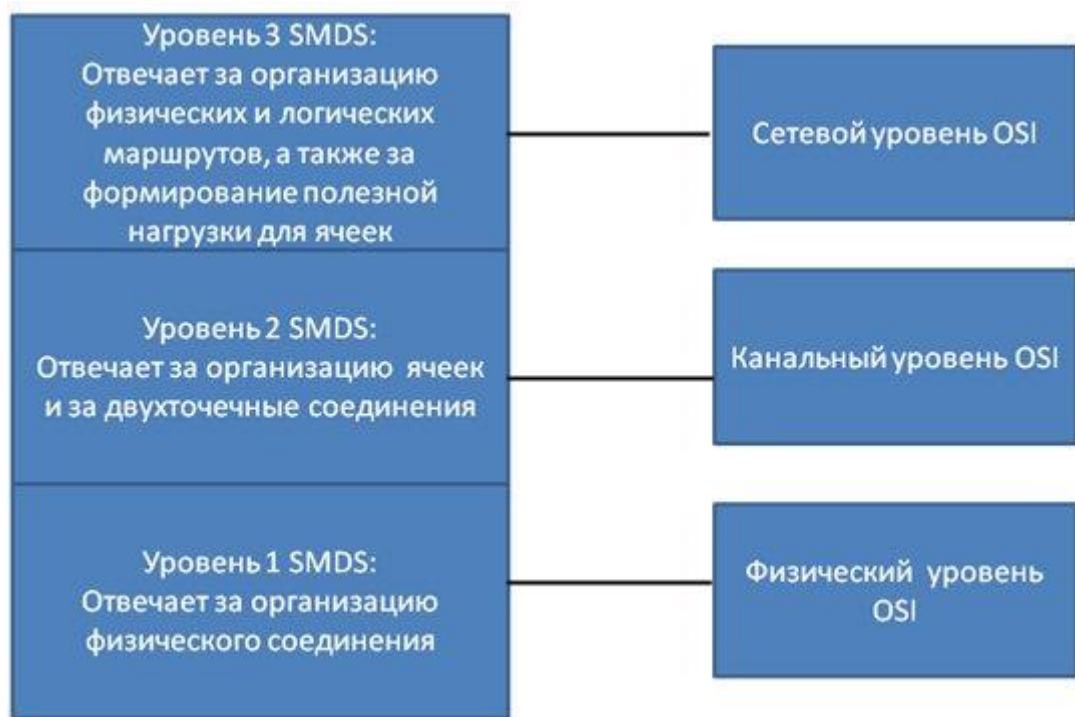 Уровень 3 SMDS:
Отвечает за организацию
физических и логических
маршрутов, а также за
формирование полезной
нагрузки для ячеек
Сетевой уровень OSI
Уровень 2 SMDS:
Отвечает за организацию ячеек
и за двухточечные соединения
Канальный уровень OSI
Уровень 1 SMDS:
Отвечает за организацию
физического соединения
Физический уровень
OSI